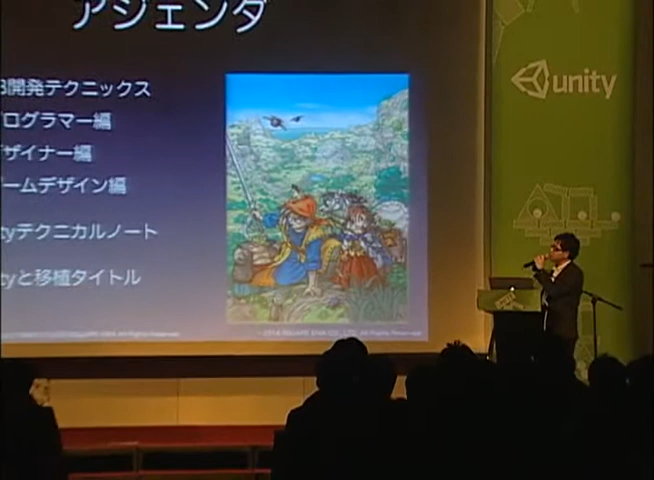 アジェンダ
8開発テクニックス
ログラマー編
ザイナー編
ームデザイン編
tyテクニカルノート
tyと移植タイトル
unity